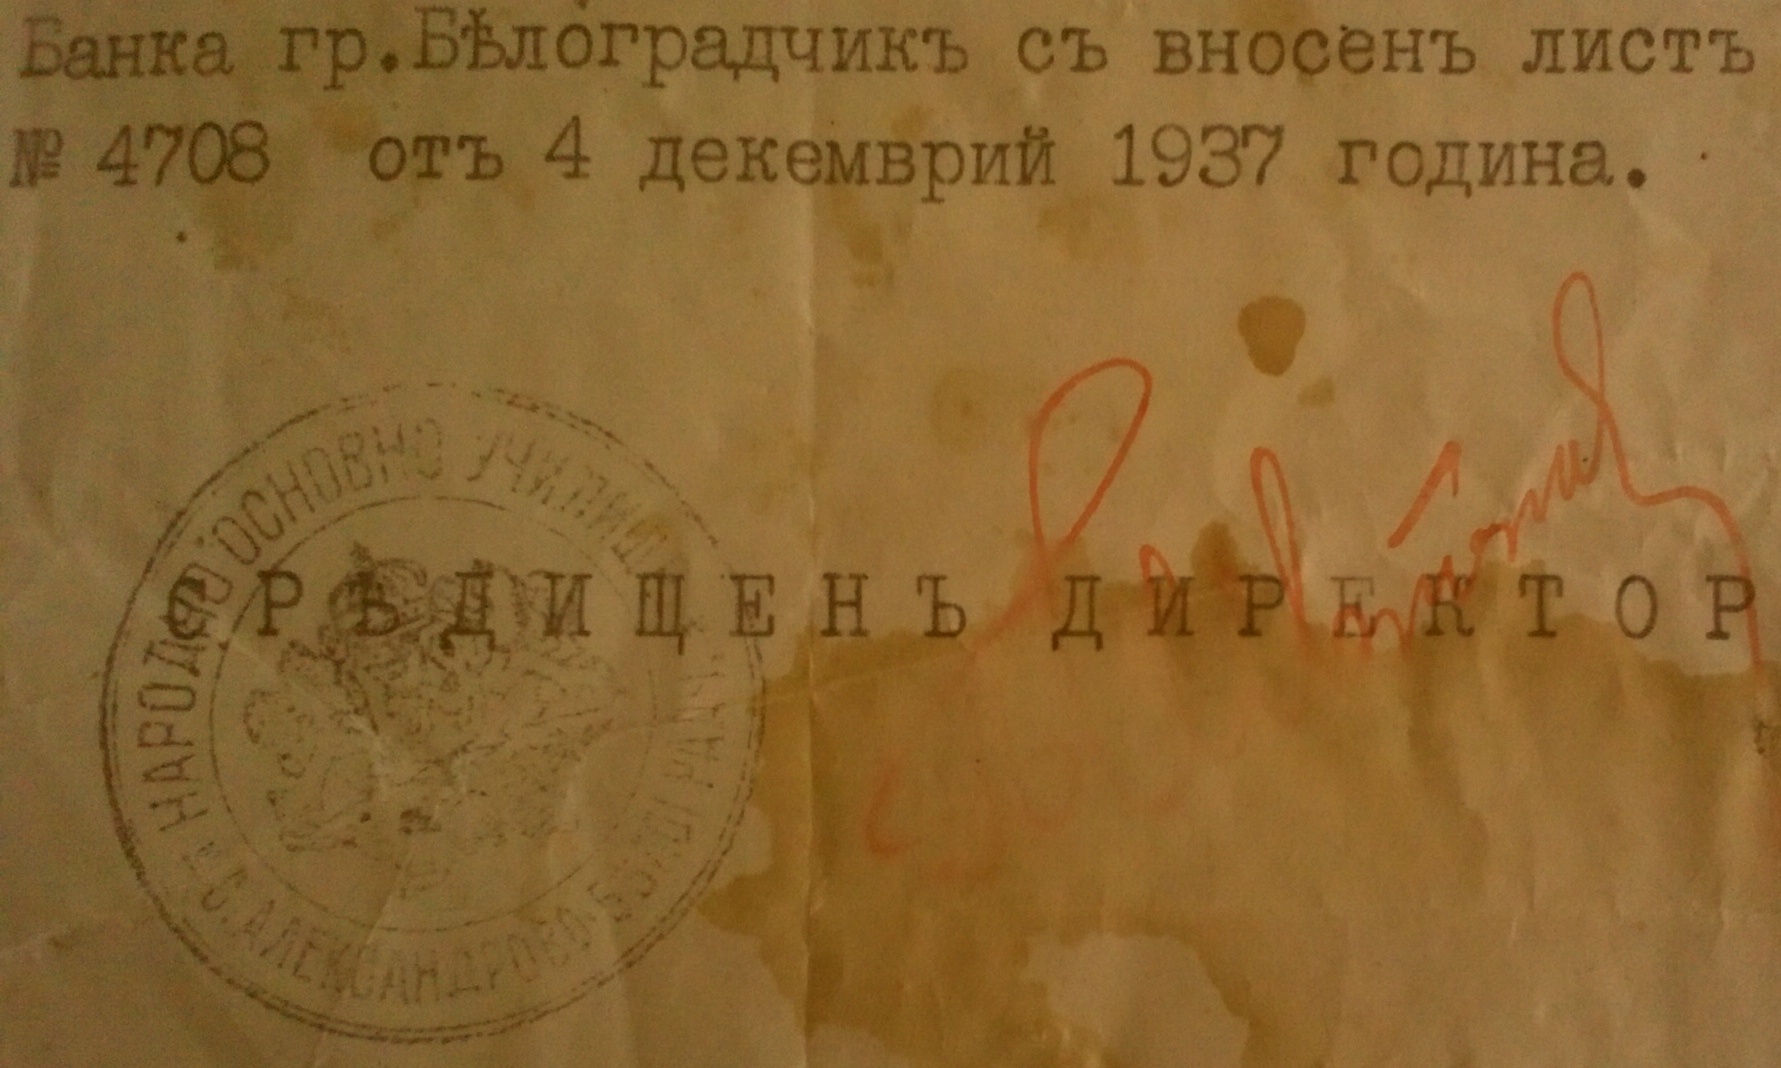 Банка гр.Бѣлоградчикъ съ вносенъ листъ
№ 4708 отъ 4 декемврий 1937 година.
СРѢДИЩЕНЪ ДИРЕКТОР
НАРОДНО ОСНОВНО УЧИЛИЩЕ
С. АЛЕКСАНДРОВО